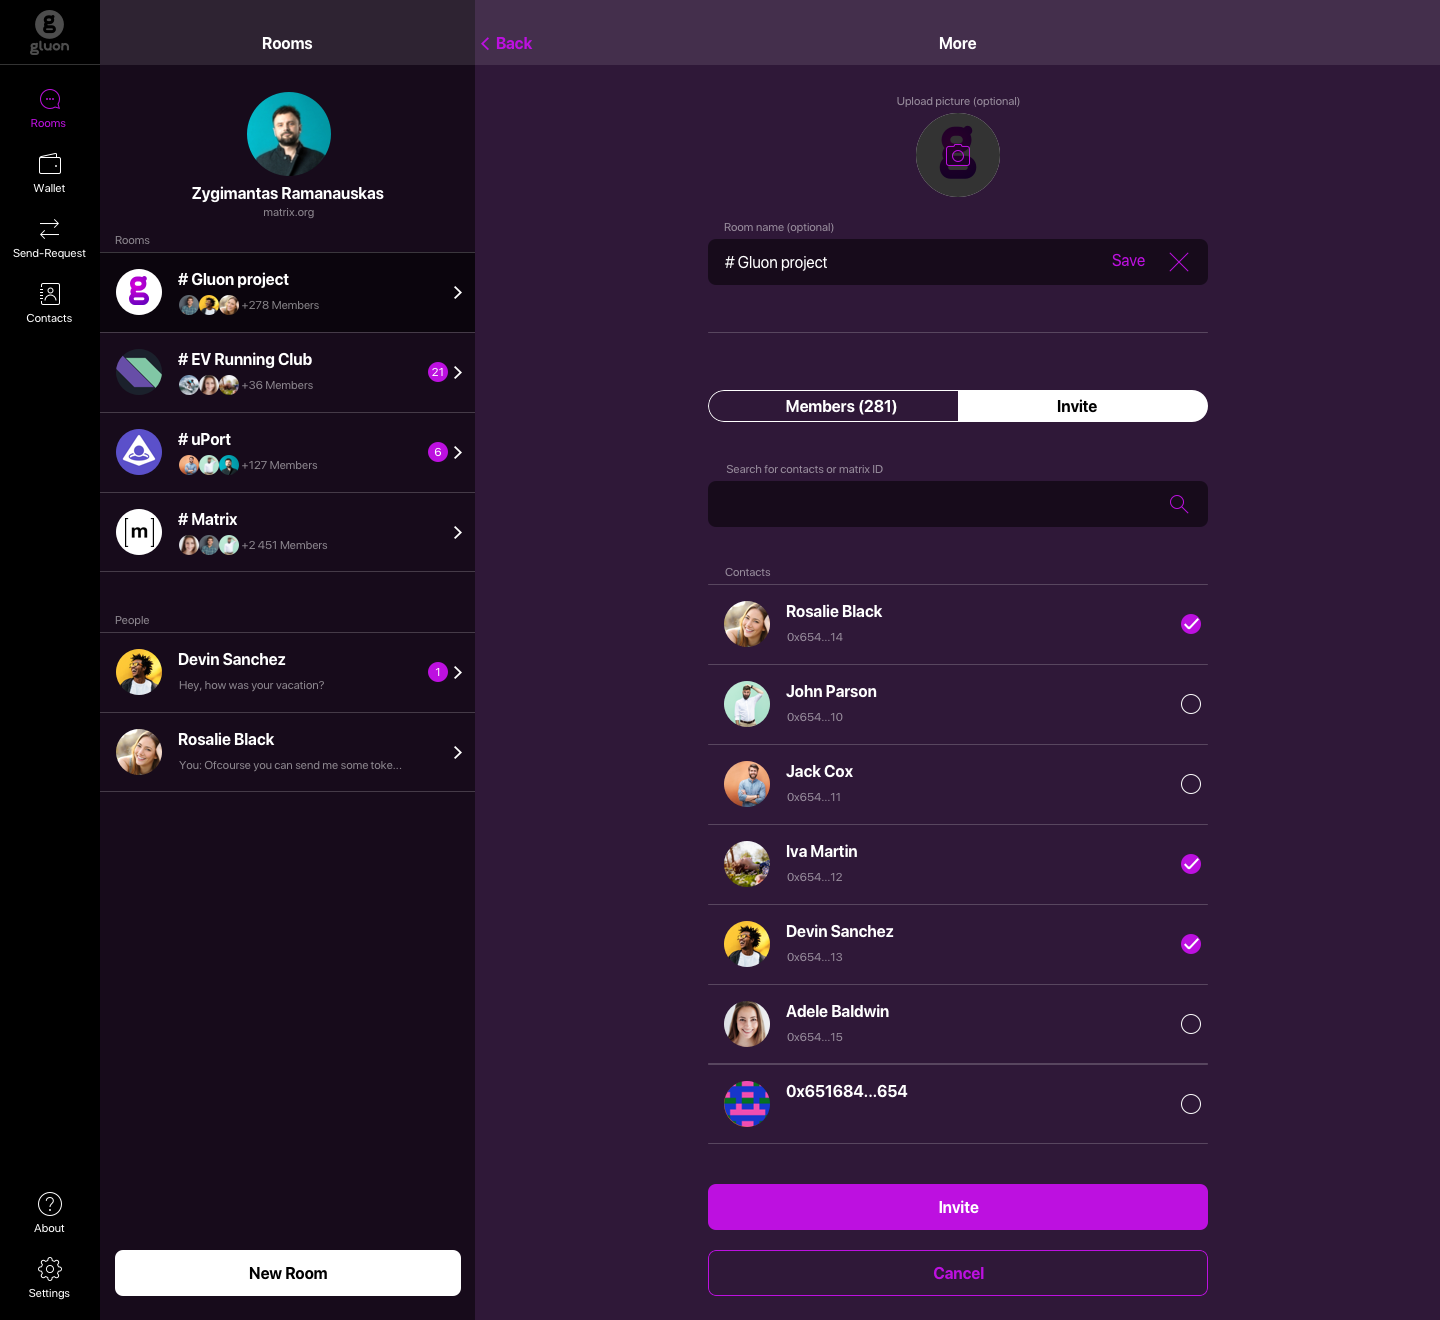 gluon
Rooms
Wallet
Send-Request
Contacts
About
Settings
Rooms
Zygimantas Ramanauskas
matrix.org
Rooms
# Gluon project
+278 Members
# EV Running Club
+36 Members
21
# uPort
+127 Members
6
[m]
# Matrix
+2 451 Members
People
Devin Sanchez
Hey, how was your vacation?
1
Rosalie Black
You: Ofcourse you can send me some toke...
New Room
Back
More
Upload picture (optional)
Room name (optional)
# Gluon project
Save
Members (281)
Invite
Search for contacts or matrix ID
Contacts
Rosalie Black
0x654...14
John Parson
0x654...10
Jack Cox
0x654...11
Iva Martin
0x654...12
Devin Sanchez
0x654...13
Adele Baldwin
0x654...15
0x651684...654
Invite
Cancel